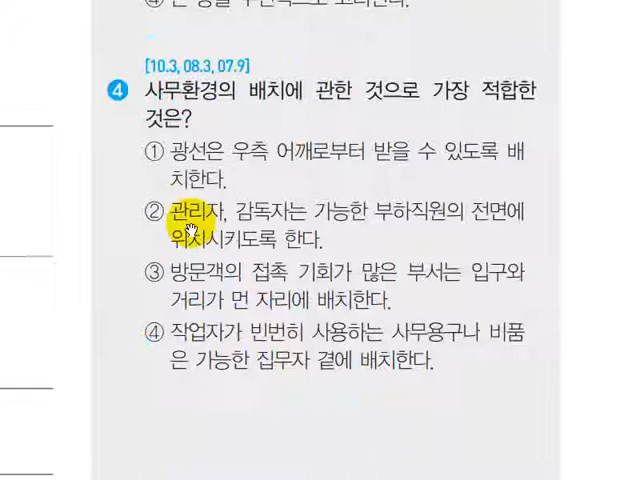 ④
[10.3, 08.3, 07.9]
4 사무환경의 배치에 관한 것으로 가장 적합한
것은?
① 광선은 우측 어깨로부터 받을 수 있도록 배
치한다.
② 관리자, 감독자는 가능한 부하직원의 전면에
위치시키도록 한다.
③ 방문객의 접촉 기회가 많은 부서는 입구와
거리가 먼 자리에 배치한다.
④ 작업자가 빈번히 사용하는 사무용구나 비품
은 가능한 집무자 곁에 배치한다.